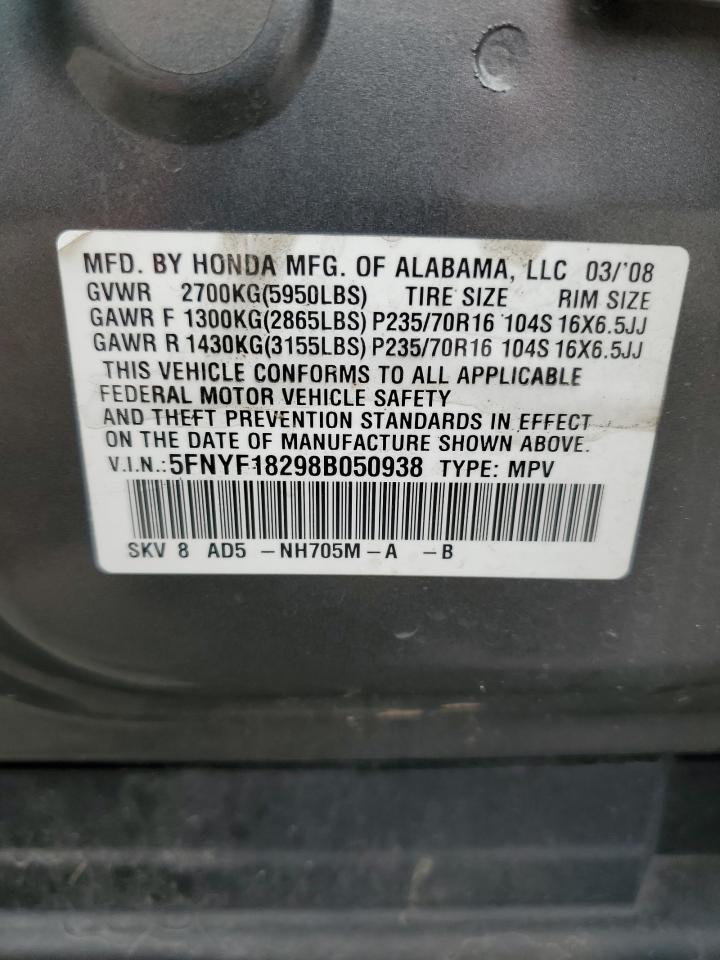 MFD. BY HONDA MFG. OF ALABAMA, LLC 03/'08
GVWR 2700KG(5950LBS) TIRE SIZE RIM SIZE
GAWR F 1300KG(2865LBS) P235/70R16 104S 16X6.5JJ
GAWR R 1430KG(3155LBS) P235/70R16 104S 16X6.5JJ
THIS VEHICLE CONFORMS TO ALL APPLICABLE
FEDERAL MOTOR VEHICLE SAFETY
AND THEFT PREVENTION STANDARDS IN EFFECT
ON THE DATE OF MANUFACTURE SHOWN ABOVE.
V.I.N.:5FNYF18298B050938 TYPE: MPV
SKV 8 AD5 -NH705M-A -B